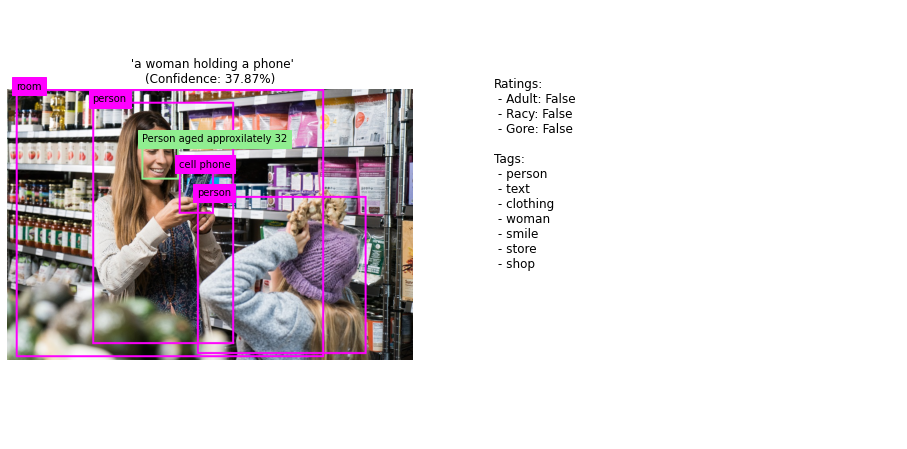 'a woman holding a phone'
(Confidence: 37.87%)
room
person
Person aged approxilately 32
cell phone
person
Ratings:
- Adult: False
- Racy: False
- Gore: False
Tags:
- person
- text
- clothing
- woman
- smile
- store
- shop